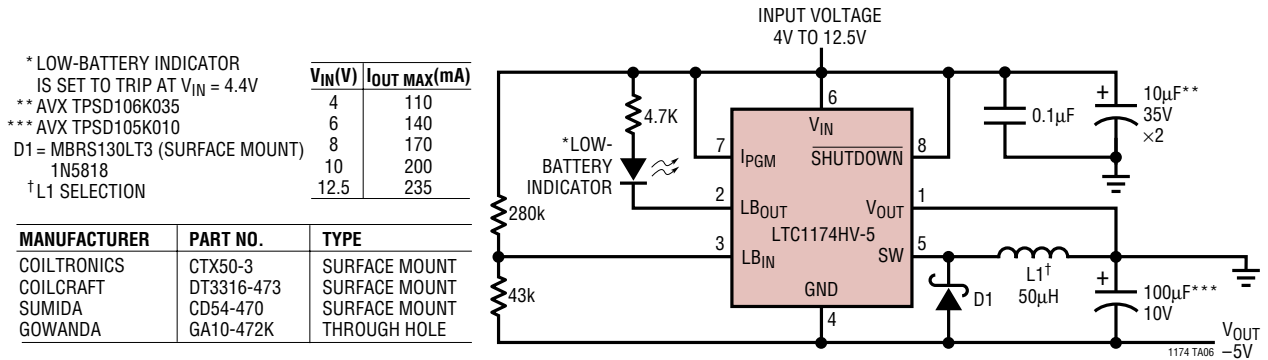 INPUT VOLTAGE
4V TO 12.5V
* LOW-BATTERY INDICATOR
IS SET TO TRIP AT VIN = 4.4V
** AVX TPSD106K035
*** AVX TPSD105K010
D1 = MBRS130LT3 (SURFACE MOUNT)
1N5818
†L1 SELECTION
VIN(V) IOUT MAX(mA)
4 110
6 140
8 170
10 200
12.5 235
MANUFACTURER PART NO. TYPE
COILTRONICS CTX50-3 SURFACE MOUNT
COILCRAFT DT3316-473 SURFACE MOUNT
SUMIDA CD54-470 SURFACE MOUNT
GOWANDA GA10-472K THROUGH HOLE
4.7K
*LOW-
BATTERY
INDICATOR
280k
43k
6
VIN
7
IPGM
SHUTDOWN
8
2
LBOUT
VOUT
1
LTC1174HV-5
3
LBIN
SW
5
GND
4
0.1µF
+
10µF**
35V
×2
L1†
50µH
D1
+
100µF***
10V
VOUT
–5V
1174 TA06